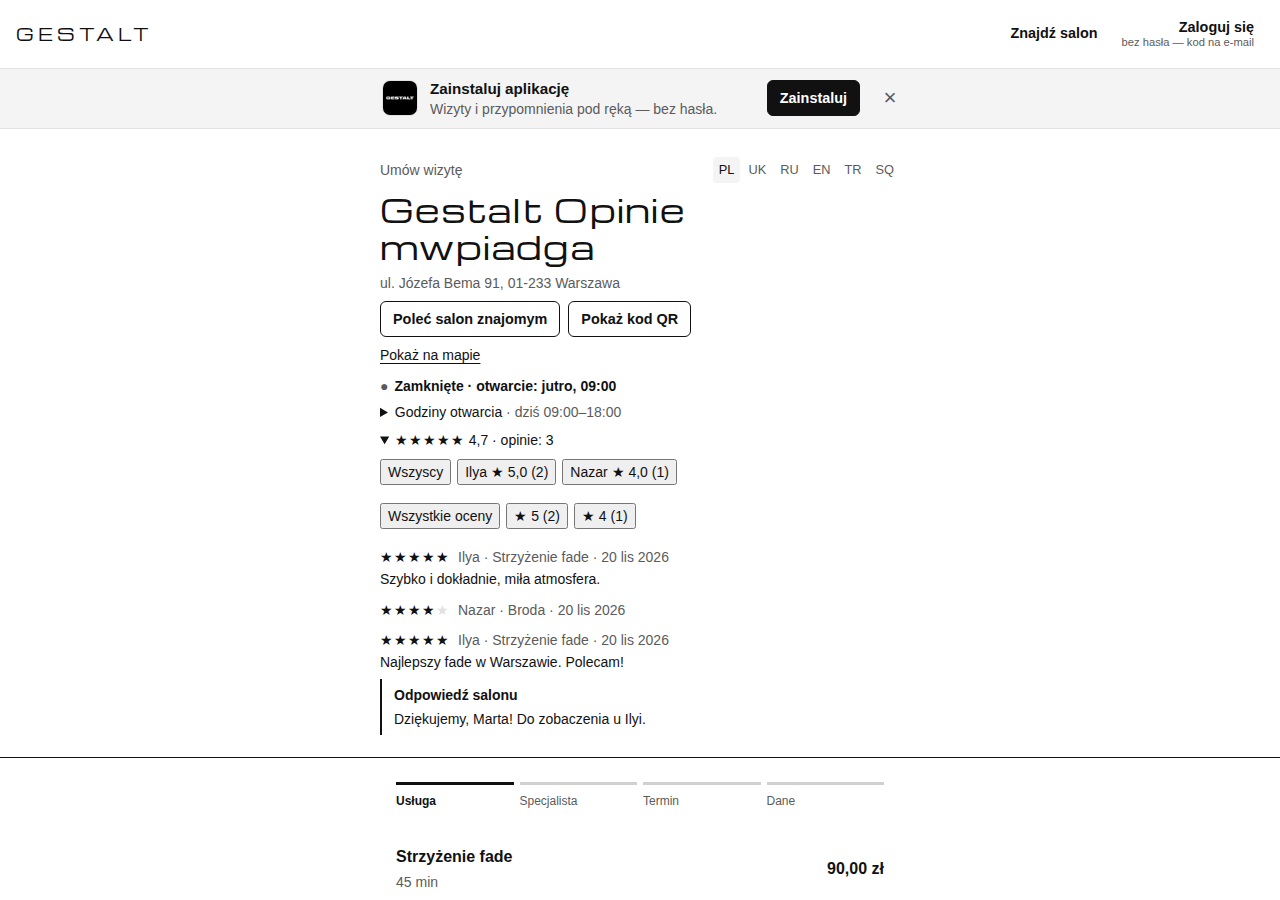 GESTALT
Znajdź salon
Zaloguj się
bez hasła — kod na e-mail
GESTALT
Zainstaluj aplikację
Wizyty i przypomnienia pod ręką — bez hasła.
Zainstaluj
×
Umów wizytę
PL UK RU EN TR SQ
Gestalt Opinie
mwpiadga
ul. Józefa Bema 91, 01-233 Warszawa
Poleć salon znajomym
Pokaż kod QR
Pokaż na mapie
● Zamknięte · otwarcie: jutro, 09:00
▶ Godziny otwarcia · dziś 09:00–18:00
▼ ★★★★★ 4,7 · opinie: 3
Wszyscy
Ilya ★ 5,0 (2)
Nazar ★ 4,0 (1)
Wszystkie oceny
★ 5 (2)
★ 4 (1)
★★★★★ Ilya · Strzyżenie fade · 20 lis 2026
Szybko i dokładnie, miła atmosfera.
★★★★★ Nazar · Broda · 20 lis 2026
★★★★★ Ilya · Strzyżenie fade · 20 lis 2026
Najlepszy fade w Warszawie. Polecam!
Odpowiedź salonu
Dziękujemy, Marta! Do zobaczenia u Ilyi.
Usługa
Specjalista
Termin
Dane
Strzyżenie fade
90,00 zł
45 min